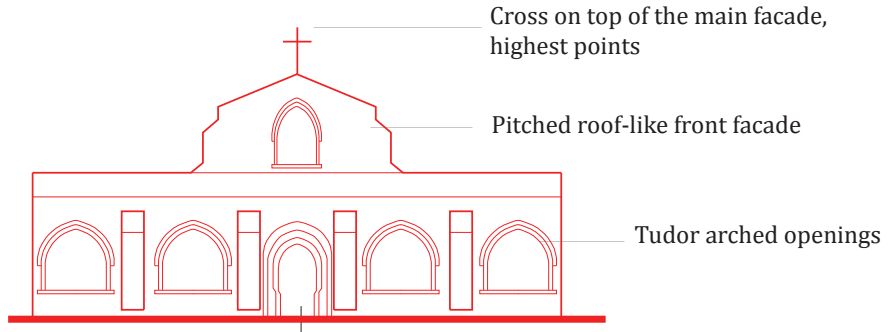 Cross on top of the main facade,
highest points
Pitched roof-like front facade
Tudor arched openings